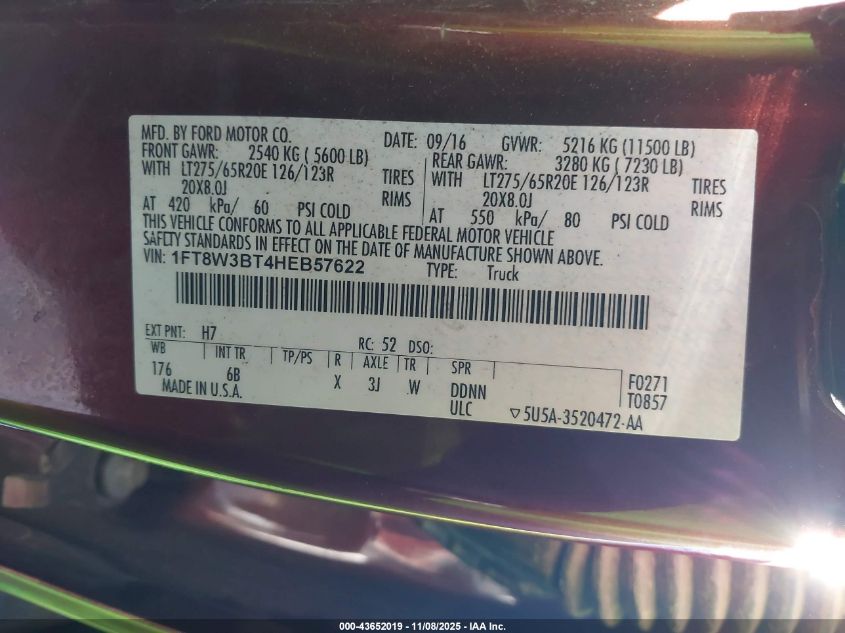 MFD. BY FORD MOTOR CO. DATE: 09/16 GVWR: 5216 KG (11500 LB)
FRONT GAWR: 2540 KG ( 5600 LB) REAR GAWR: 3280 KG ( 7230 LB)
WITH LT275/65R20E 126/123R TIRES WITH LT275/65R20E 126/123R TIRES
20X8.0J RIMS 20X8.0J RIMS
AT 420 kPa/ 60 PSI COLD AT 550 kPa/ 80 PSI COLD
THIS VEHICLE CONFORMS TO ALL APPLICABLE FEDERAL MOTOR VEHICLE
SAFETY STANDARDS IN EFFECT ON THE DATE OF MANUFACTURE SHOWN ABOVE.
VIN: 1FT8W3BT4HEB57622 TYPE: Truck
EXT PNT: H7 RC: 52 DSO:
WB INT TR TP/PS R AXLE TR SPR
176 6B X 3J W DDNN F0271
MADE IN U.S.A. ULC T0857
▽5U5A-3520472-AA
000-43652019 - 11/08/2025 - IAA Inc.